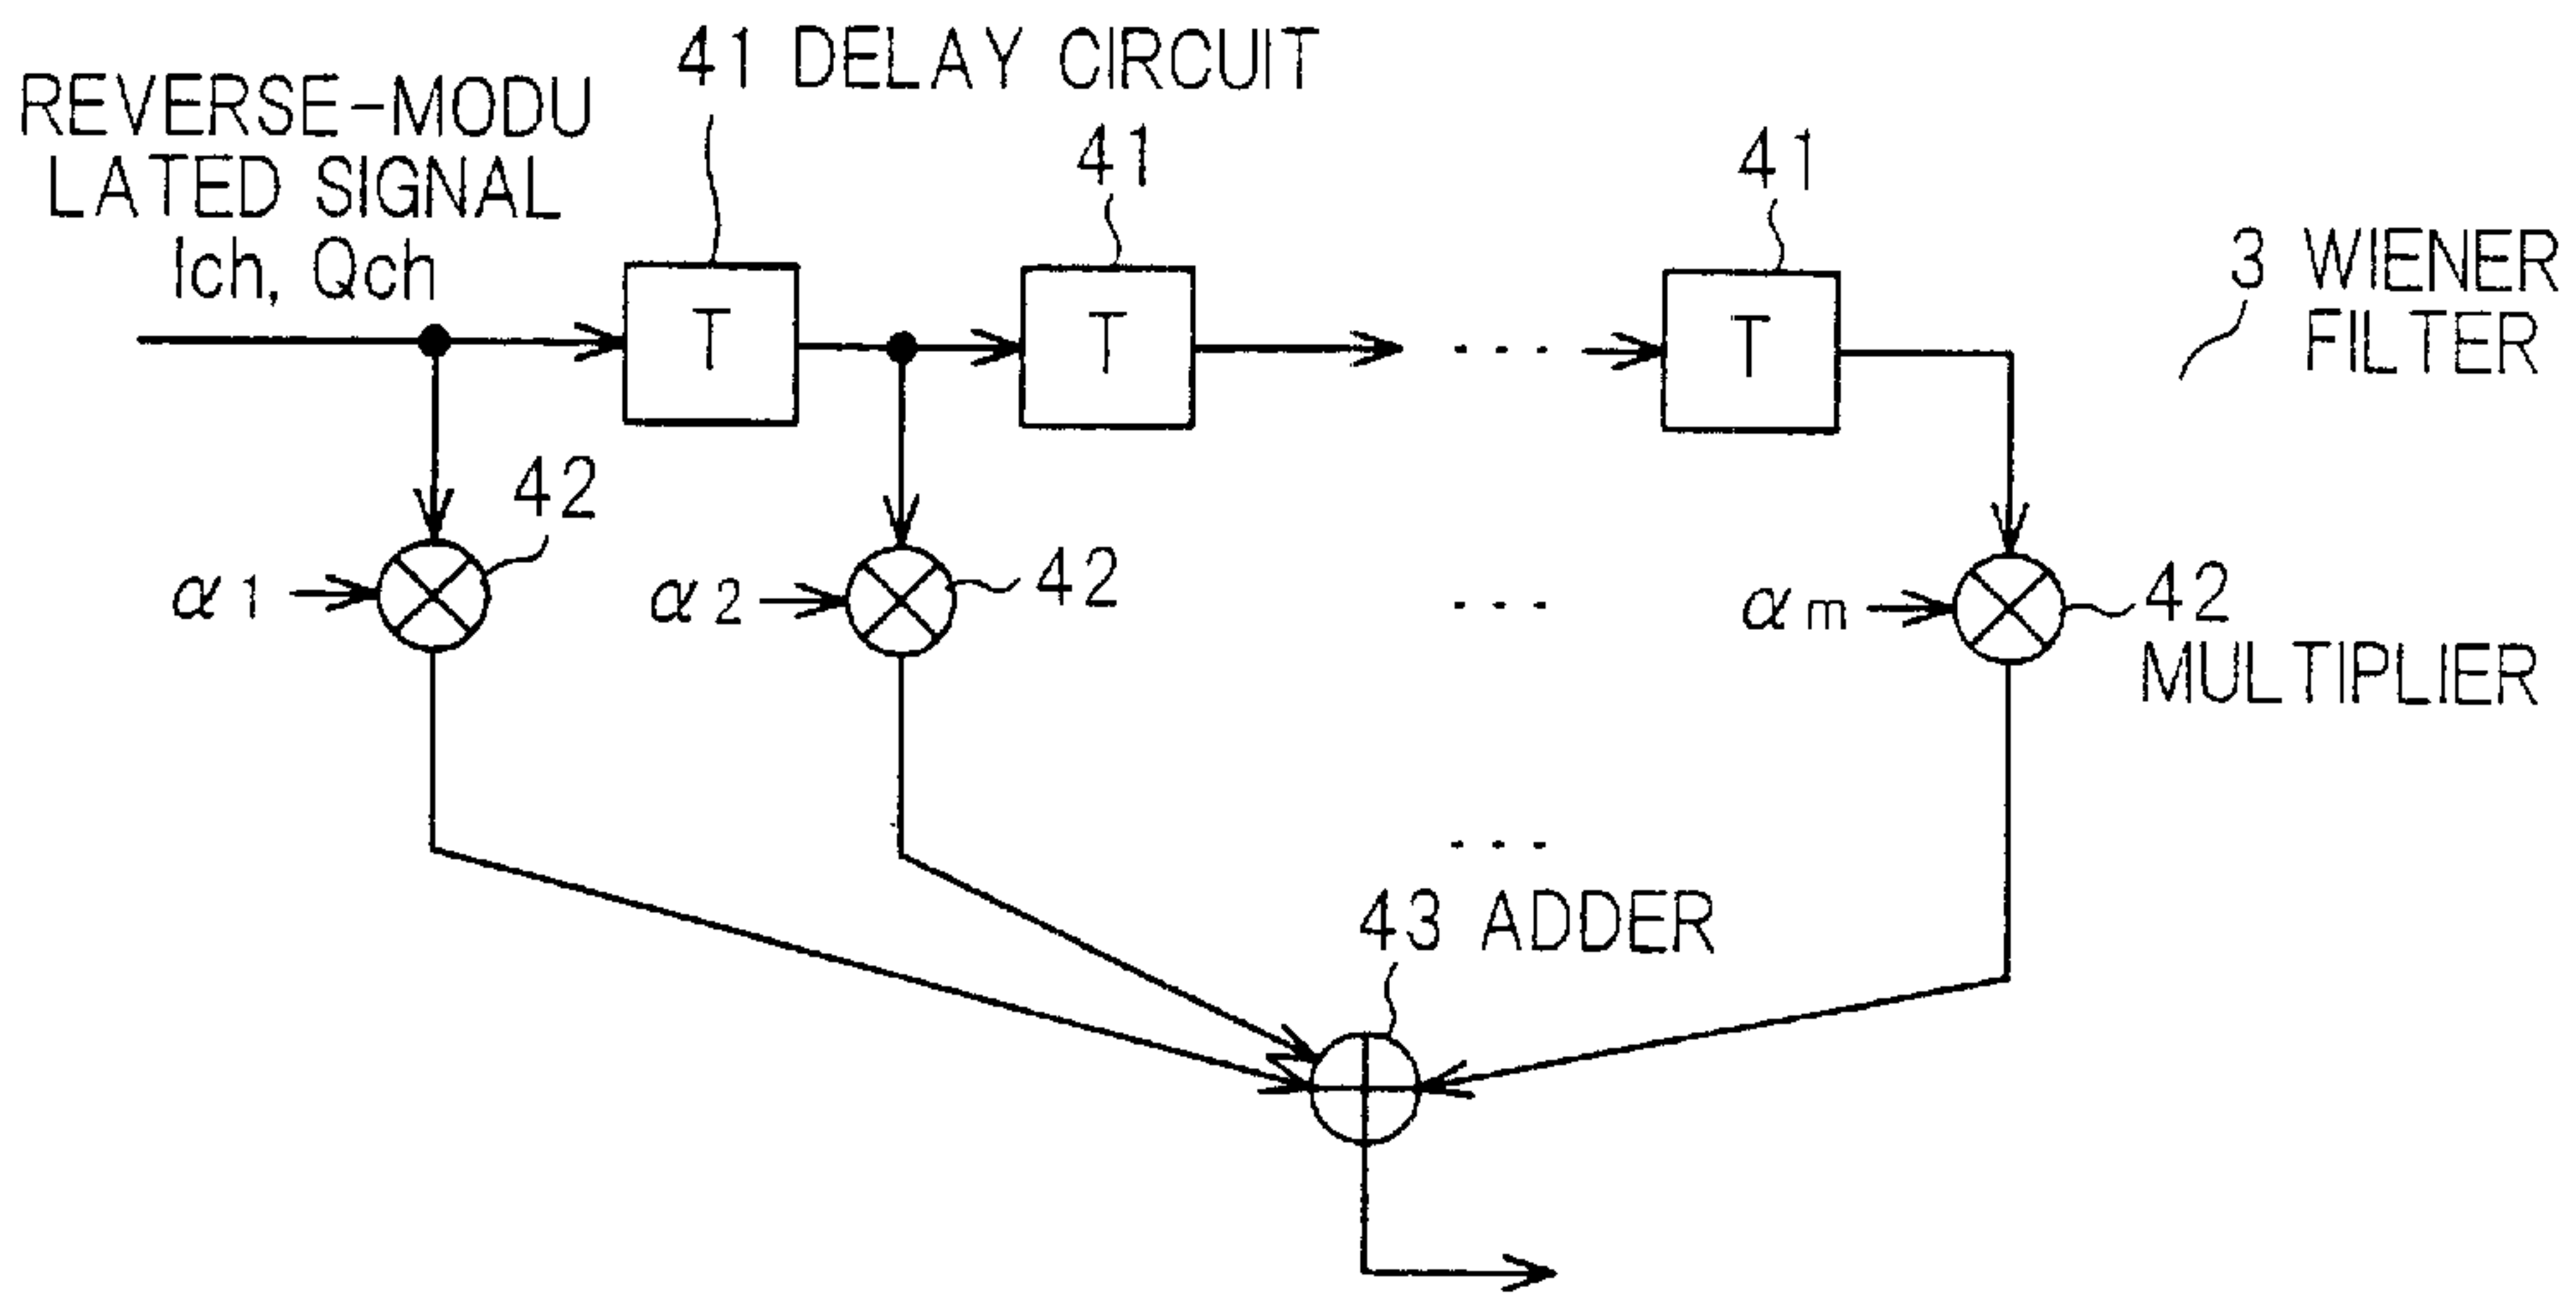 41 DELAY CIRCUIT
REVERSE-MODU
LATED SIGNAL
Ich, Qch
41
41
3 WIENER
FILTER
T
T
. . .
T
42
42
42
MULTIPLIER
α1
α2
. . .
αm
. . .
43 ADDER